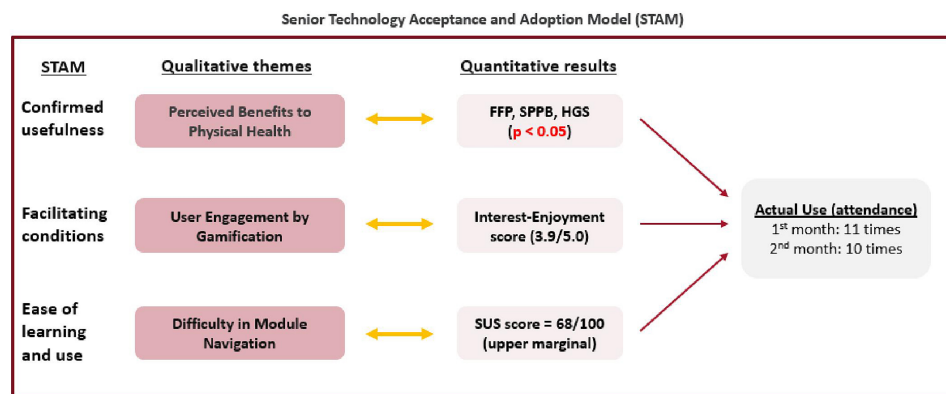 Senior Technology Acceptance and Adoption Model (STAM)
STAM
Qualitative themes
Quantitative results
Confirmed
usefulness
Perceived Benefits to
Physical Health
FFP, SPPB, HGS
(p < 0.05)
Facilitating
conditions
User Engagement by
Gamification
Interest-Enjoyment
score (3.9/5.0)
Actual Use (attendance)
1st month: 11 times
2nd month: 10 times
Ease of
learning
and use
Difficulty in Module
Navigation
SUS score = 68/100
(upper marginal)